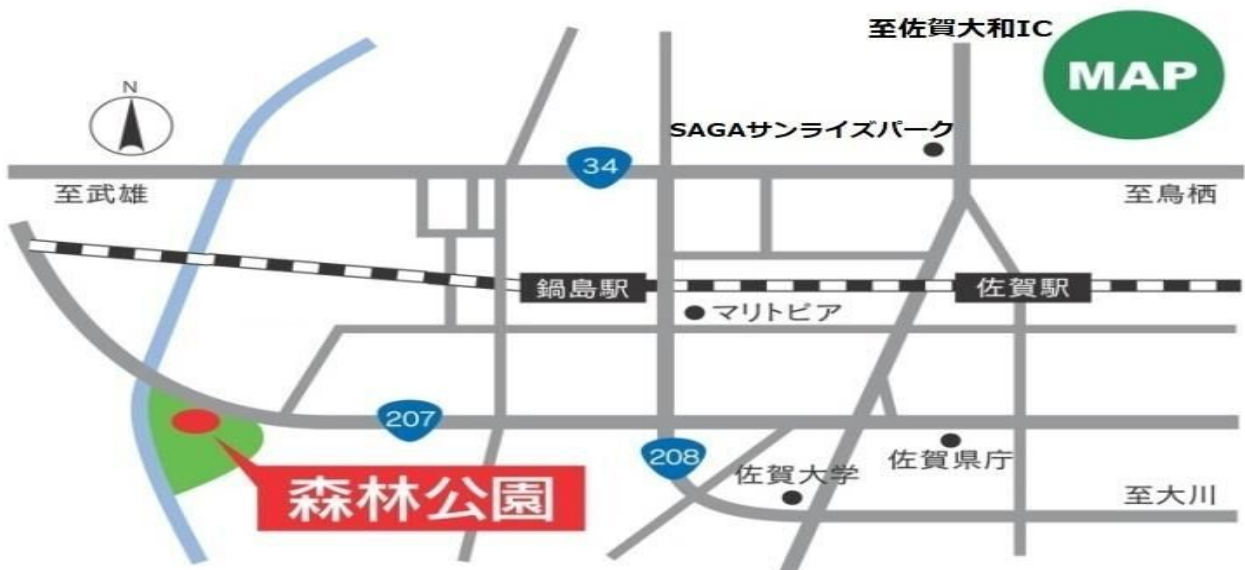 至佐賀大和IC
MAP
N
SAGAサンライズパーク
34
至武雄
至鳥栖
鍋島駅
佐賀駅
マリトピア
207
208
佐賀大学
佐賀県庁
森林公園
至大川